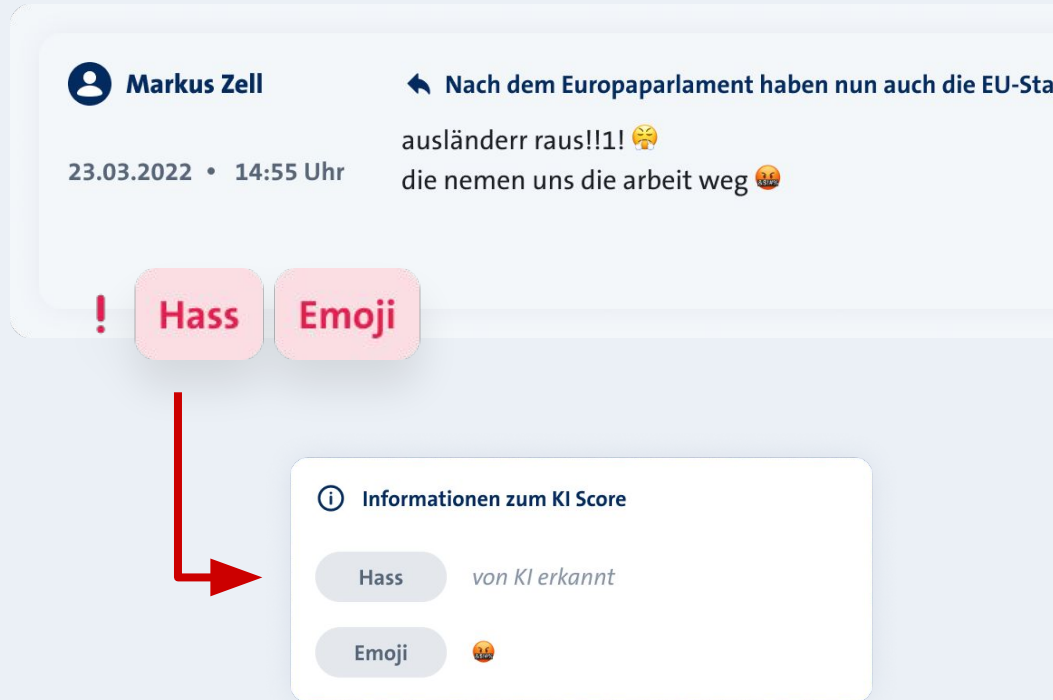 Markus Zell
Nach dem Europaparlament haben nun auch die EU-Sta
ausländerr raus!!1! 😤
23.03.2022 • 14:55 Uhr
die nemen uns die arbeit weg 🤬
❗ Hass Emoji
Informationen zum KI Score
Hass von KI erkannt
Emoji 🤬